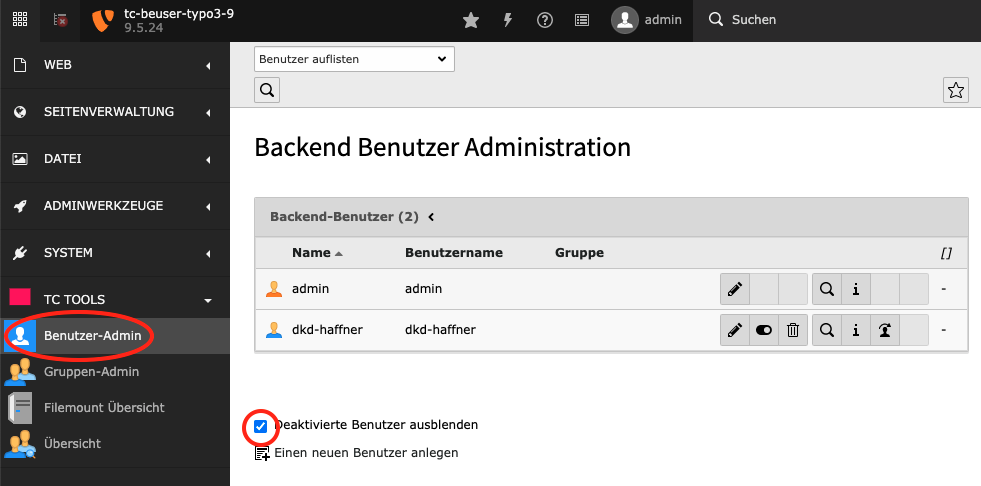 tc-beuser-typo3-9
9.5.24
admin
Suchen
WEB
SEITENVERWALTUNG
DATEI
ADMINWERKZEUGE
SYSTEM
TC TOOLS
Benutzer-Admin
Gruppen-Admin
Filemount Übersicht
Übersicht
Benutzer auflisten
Backend Benutzer Administration
Backend-Benutzer (2)
Name Benutzername Gruppe []
admin admin -
dkd-haffner dkd-haffner -
Deaktivierte Benutzer ausblenden
Einen neuen Benutzer anlegen